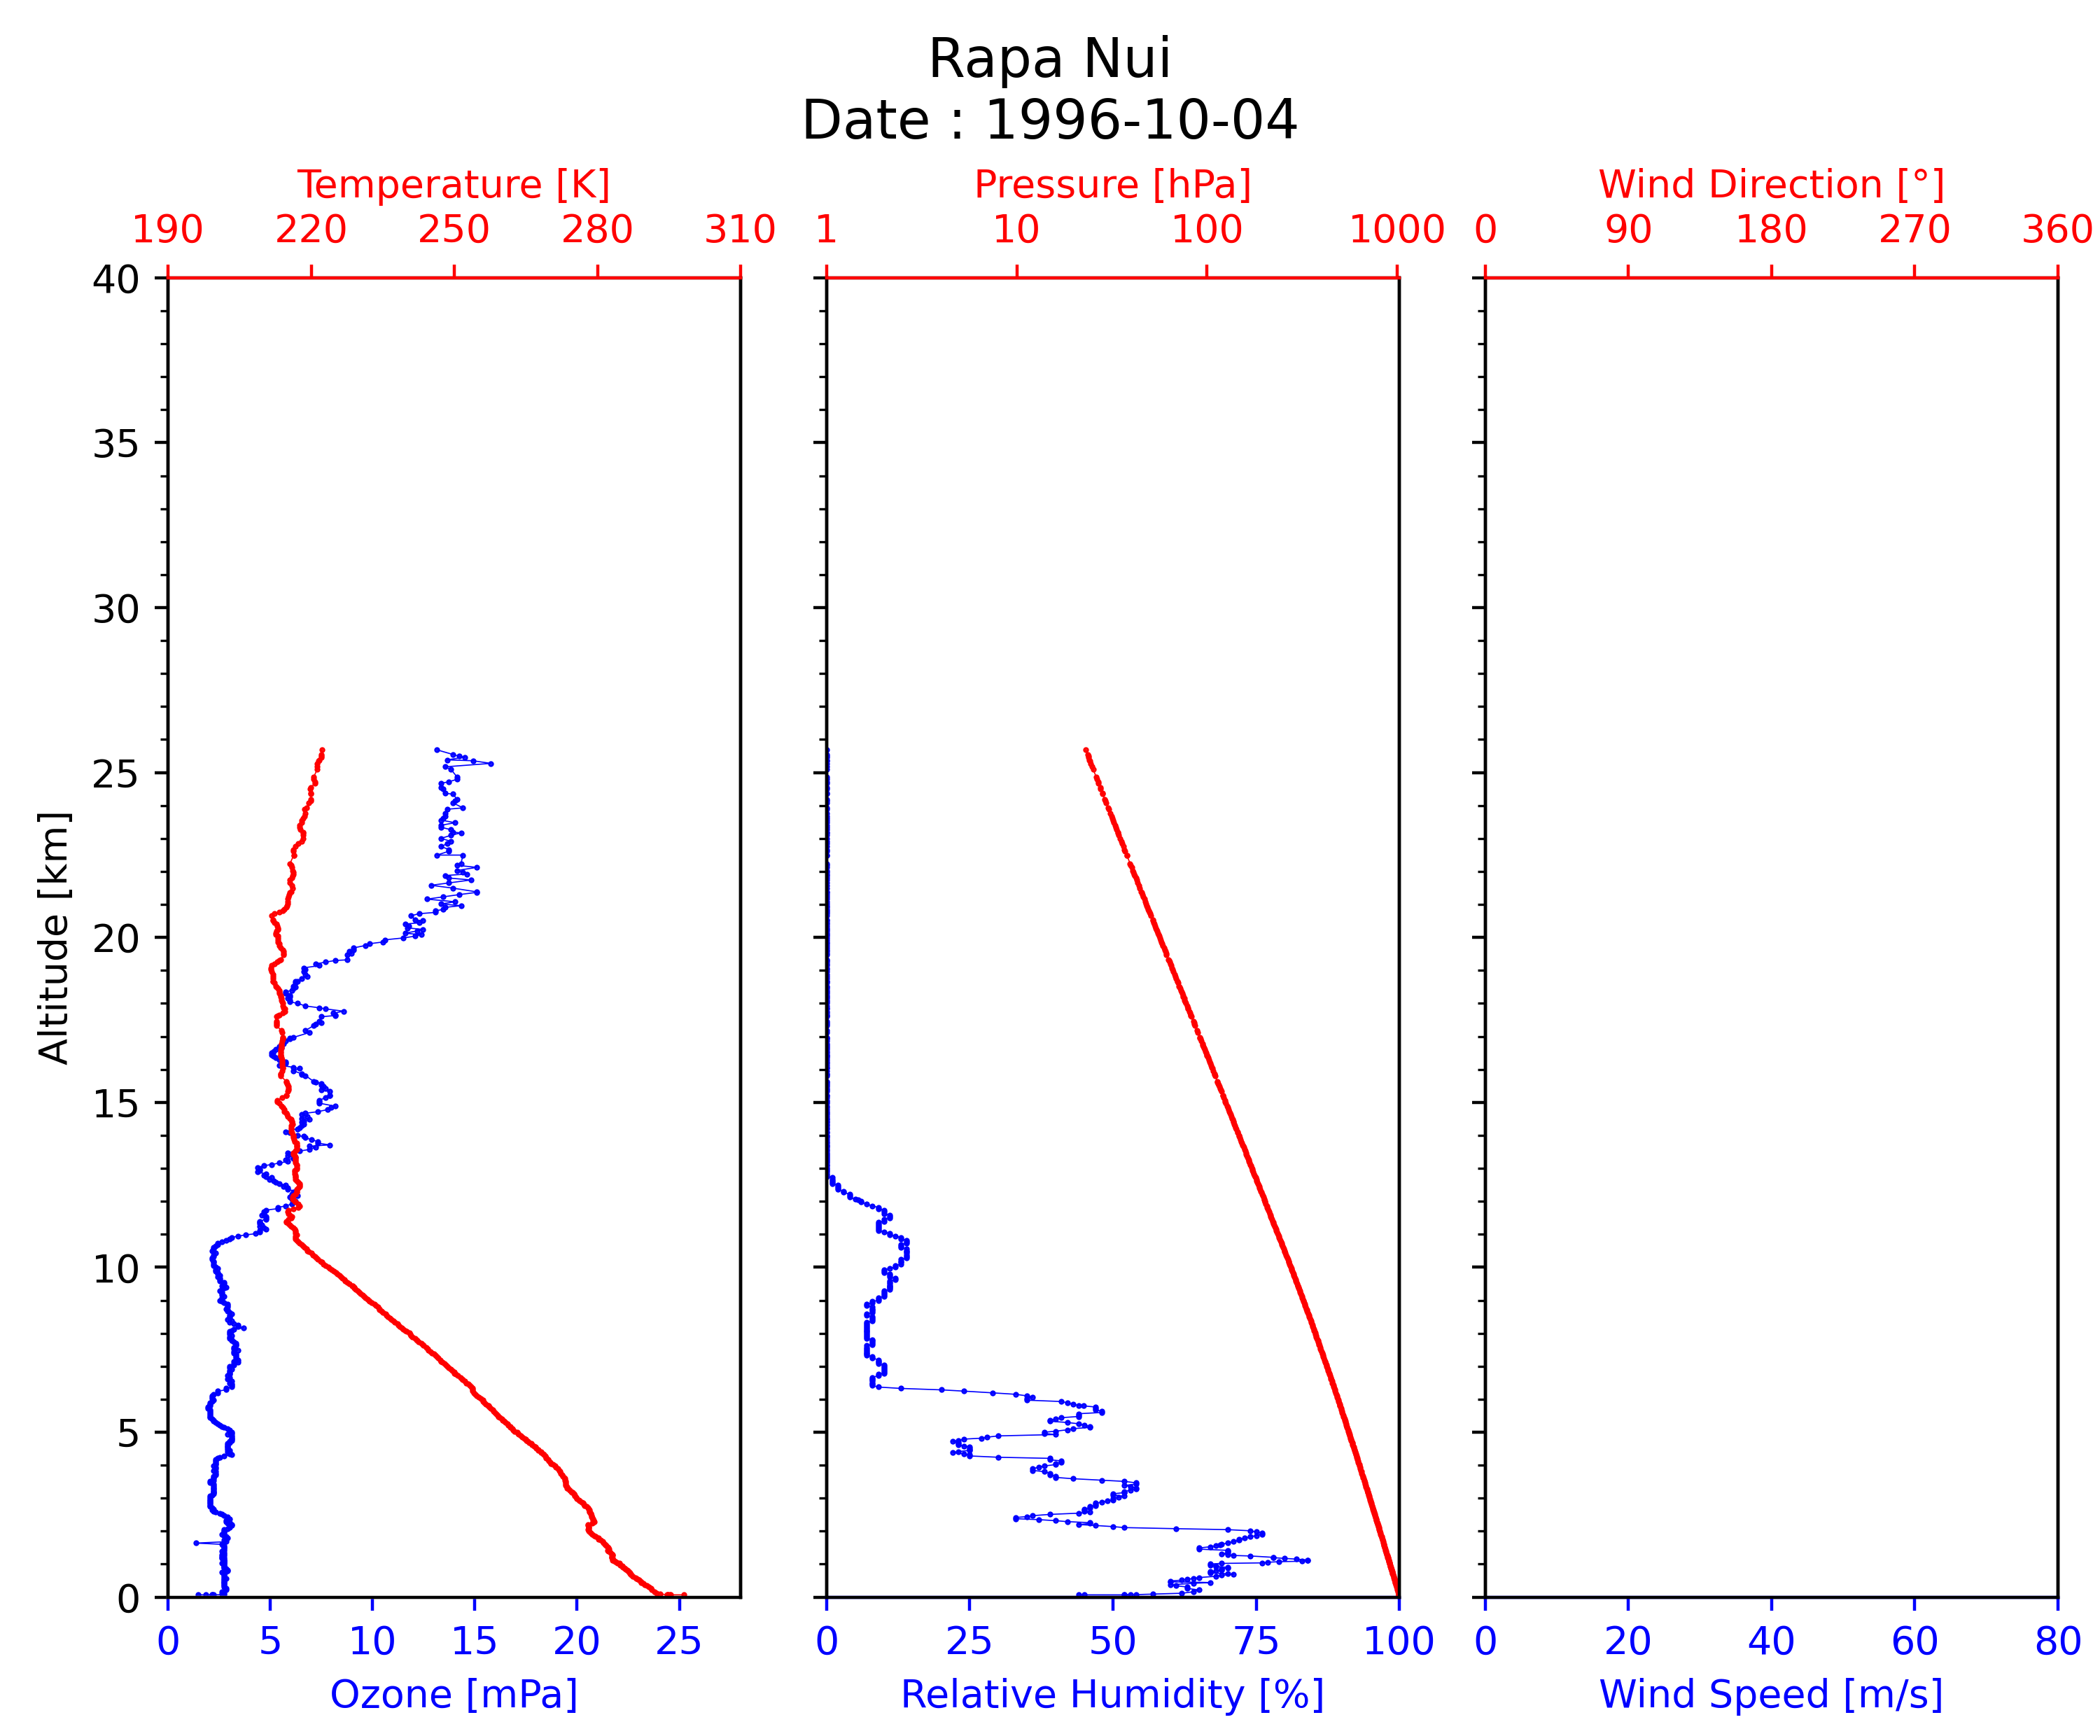 Rapa Nui
Date : 1996-10-04
Temperature [K]
190 220 250 280 310
Pressure [hPa]
1 10 100 1000
Wind Direction [°]
0 90 180 270 360
Altitude [km]
40
35
30
25
20
15
10
5
0
0 5 10 15 20 25
Ozone [mPa]
0 25 50 75 100
Relative Humidity [%]
0 20 40 60 80
Wind Speed [m/s]